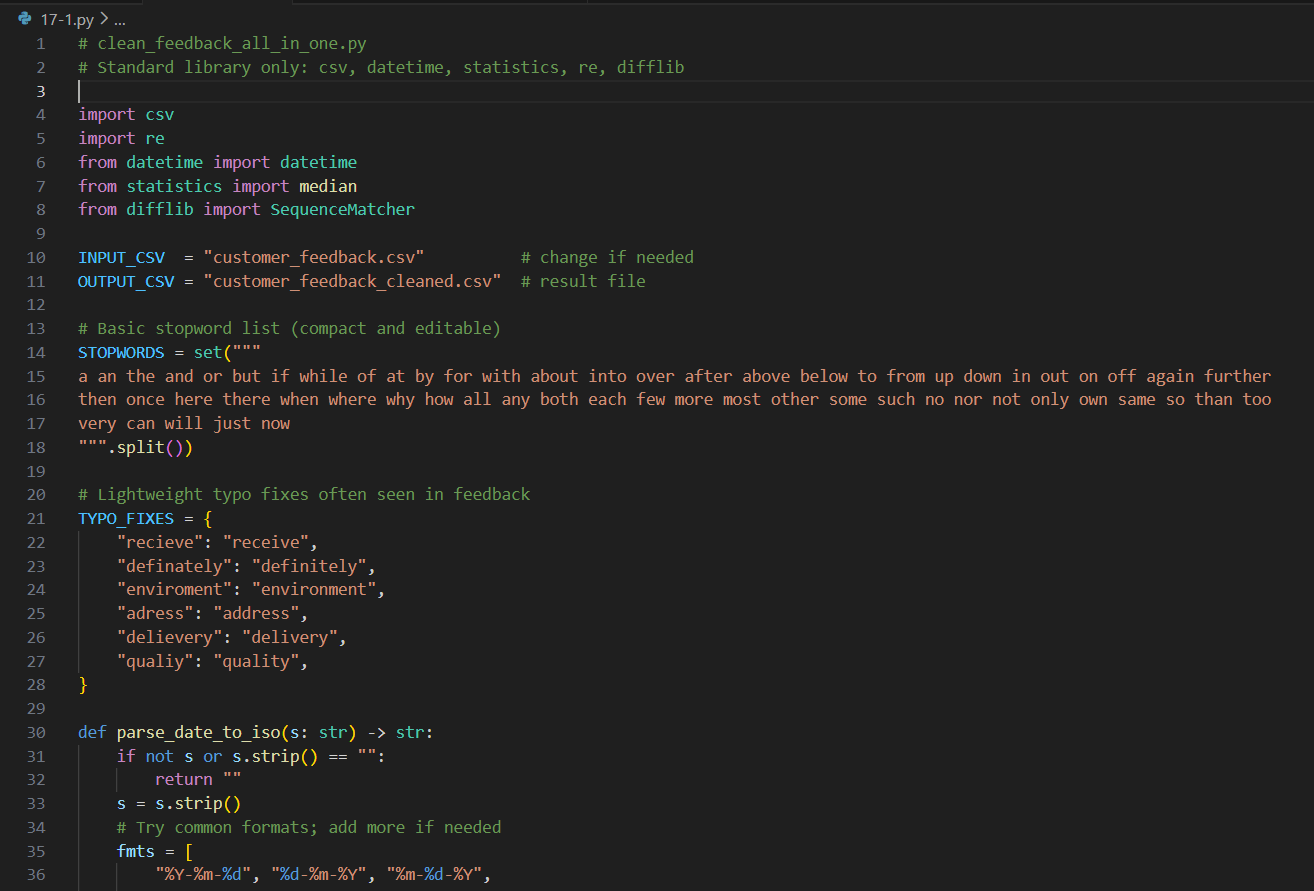 17-1.py > ...
1 # clean_feedback_all_in_one.py
2 # Standard library only: csv, datetime, statistics, re, difflib
3
4 import csv
5 import re
6 from datetime import datetime
7 from statistics import median
8 from difflib import SequenceMatcher
9
10 INPUT_CSV  = "customer_feedback.csv"          # change if needed
11 OUTPUT_CSV = "customer_feedback_cleaned.csv"  # result file
12
13 # Basic stopword list (compact and editable)
14 STOPWORDS = set("""
15 a an the and or but if while of at by for with about into over after above below to from up down in out on off again further
16 then once here there when where why how all any both each few more most other some such no nor not only own same so than too
17 very can will just now
18 """.split())
19
20 # Lightweight typo fixes often seen in feedback
21 TYPO_FIXES = {
22     "recieve": "receive",
23     "definately": "definitely",
24     "enviroment": "environment",
25     "adress": "address",
26     "delievery": "delivery",
27     "qualiy": "quality",
28 }
29
30 def parse_date_to_iso(s: str) -> str:
31     if not s or s.strip() == "":
32         return ""
33     s = s.strip()
34     # Try common formats; add more if needed
35     fmts = [
36         "%Y-%m-%d", "%d-%m-%Y", "%m-%d-%Y",